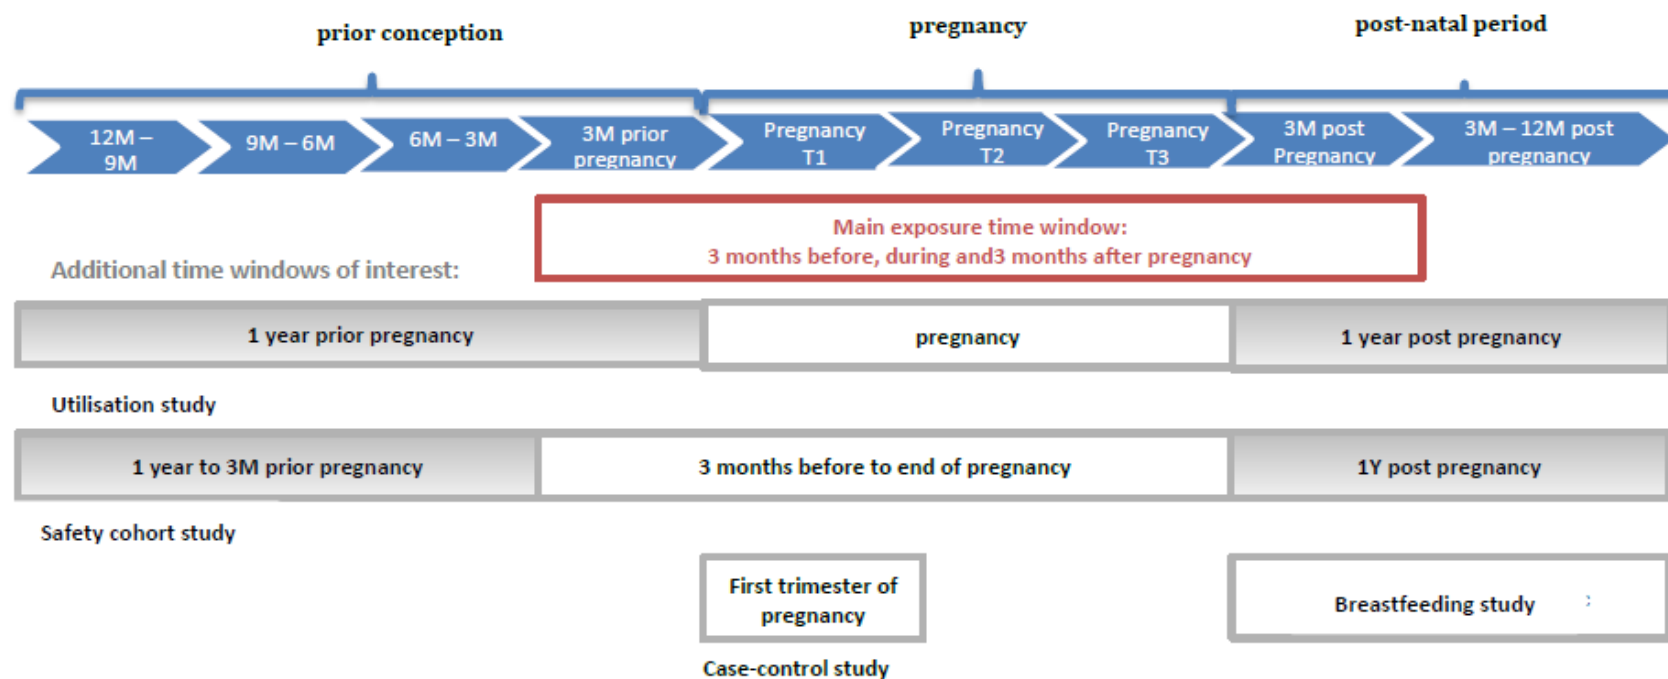 prior conception
pregnancy
post-natal period
12M –
9M
9M – 6M
6M – 3M
3M prior
pregnancy
Pregnancy
T1
Pregnancy
T2
Pregnancy
T3
3M post
Pregnancy
3M – 12M post
pregnancy
Main exposure time window:
3 months before, during and3 months after pregnancy
Additional time windows of interest:
1 year prior pregnancy
pregnancy
1 year post pregnancy
Utilisation study
1 year to 3M prior pregnancy
3 months before to end of pregnancy
1Y post pregnancy
Safety cohort study
First trimester of
pregnancy
Breastfeeding study
Case-control study